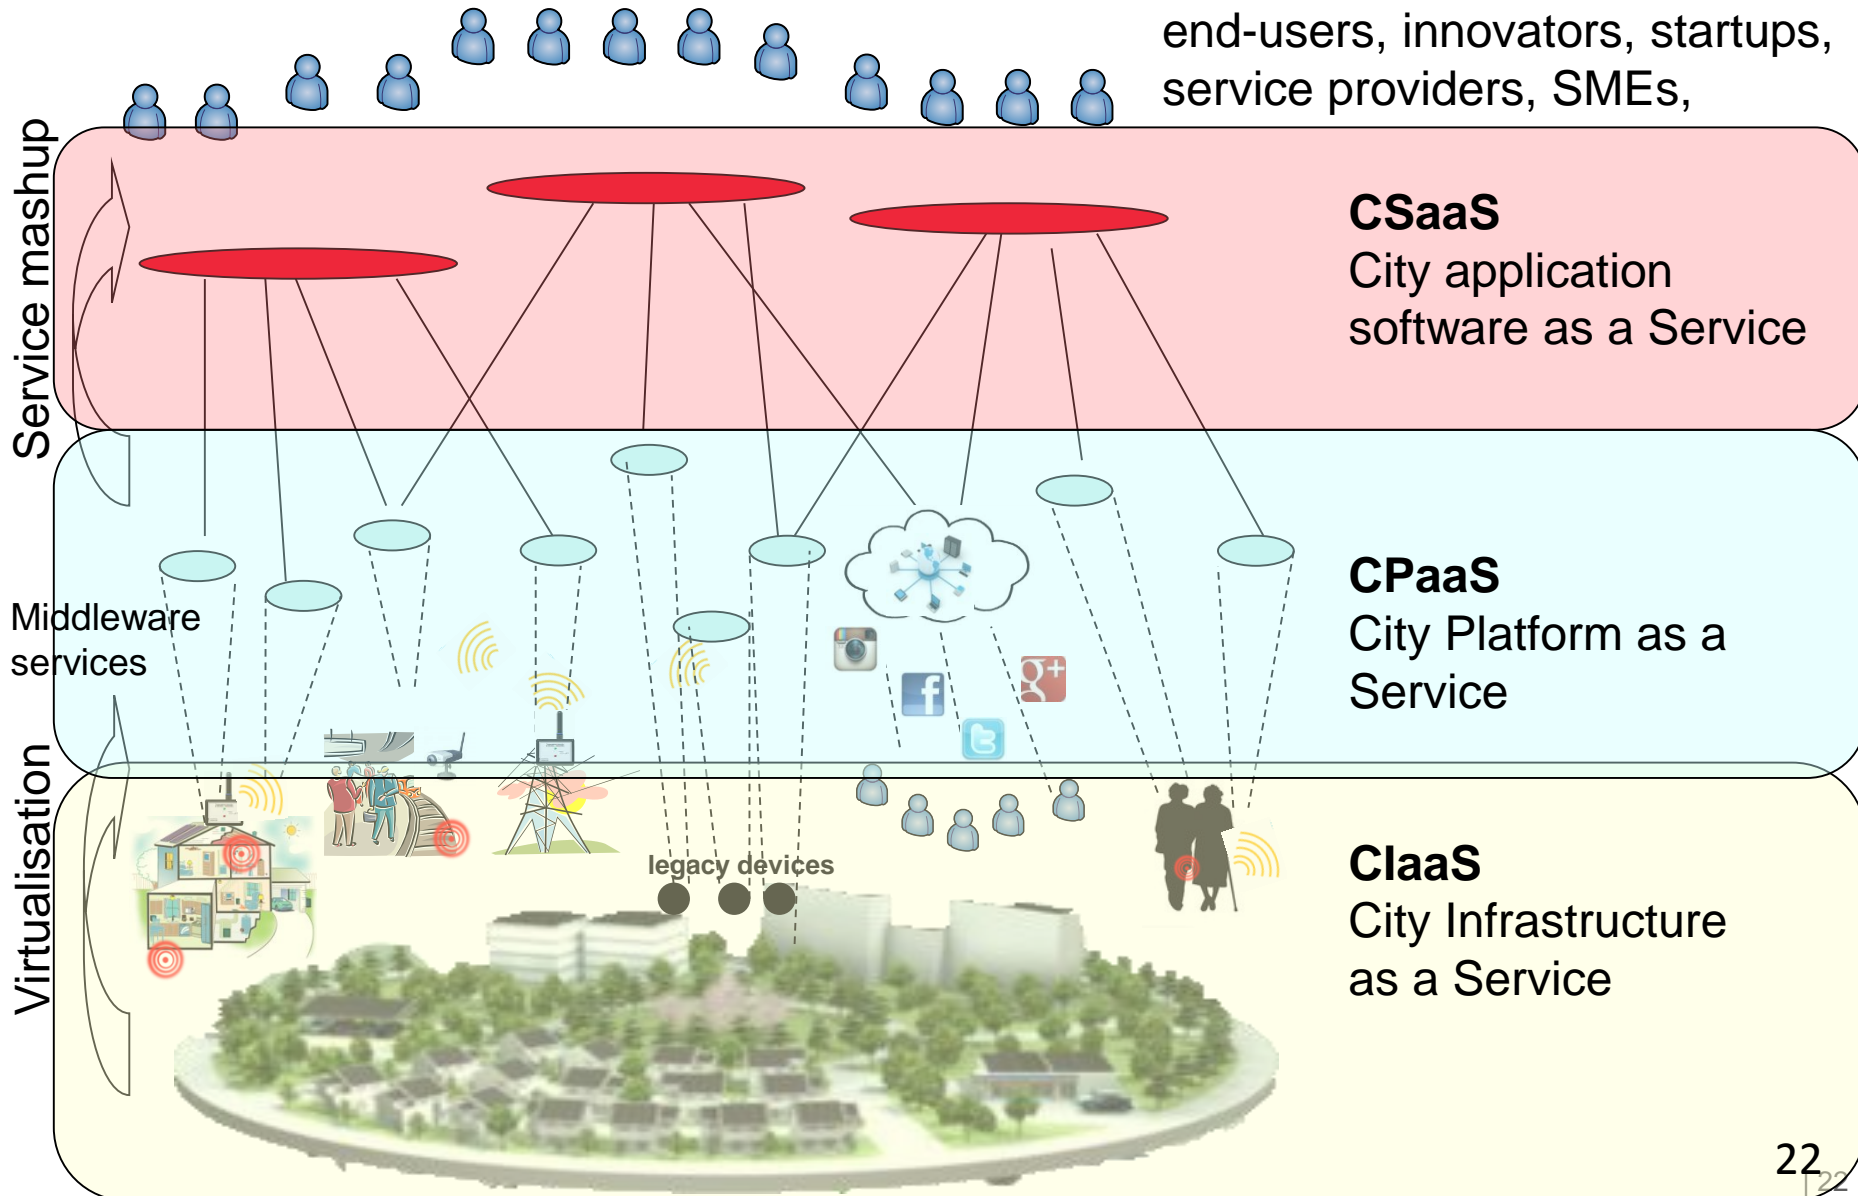 end-users, innovators, startups,
service providers, SMEs,
Service mashup
CSaaS
City application
software as a Service
Middleware
services
CPaaS
City Platform as a
Service
f
g+
t
Virtualisation
legacy devices
CIaaS
City Infrastructure
as a Service
22
| 22